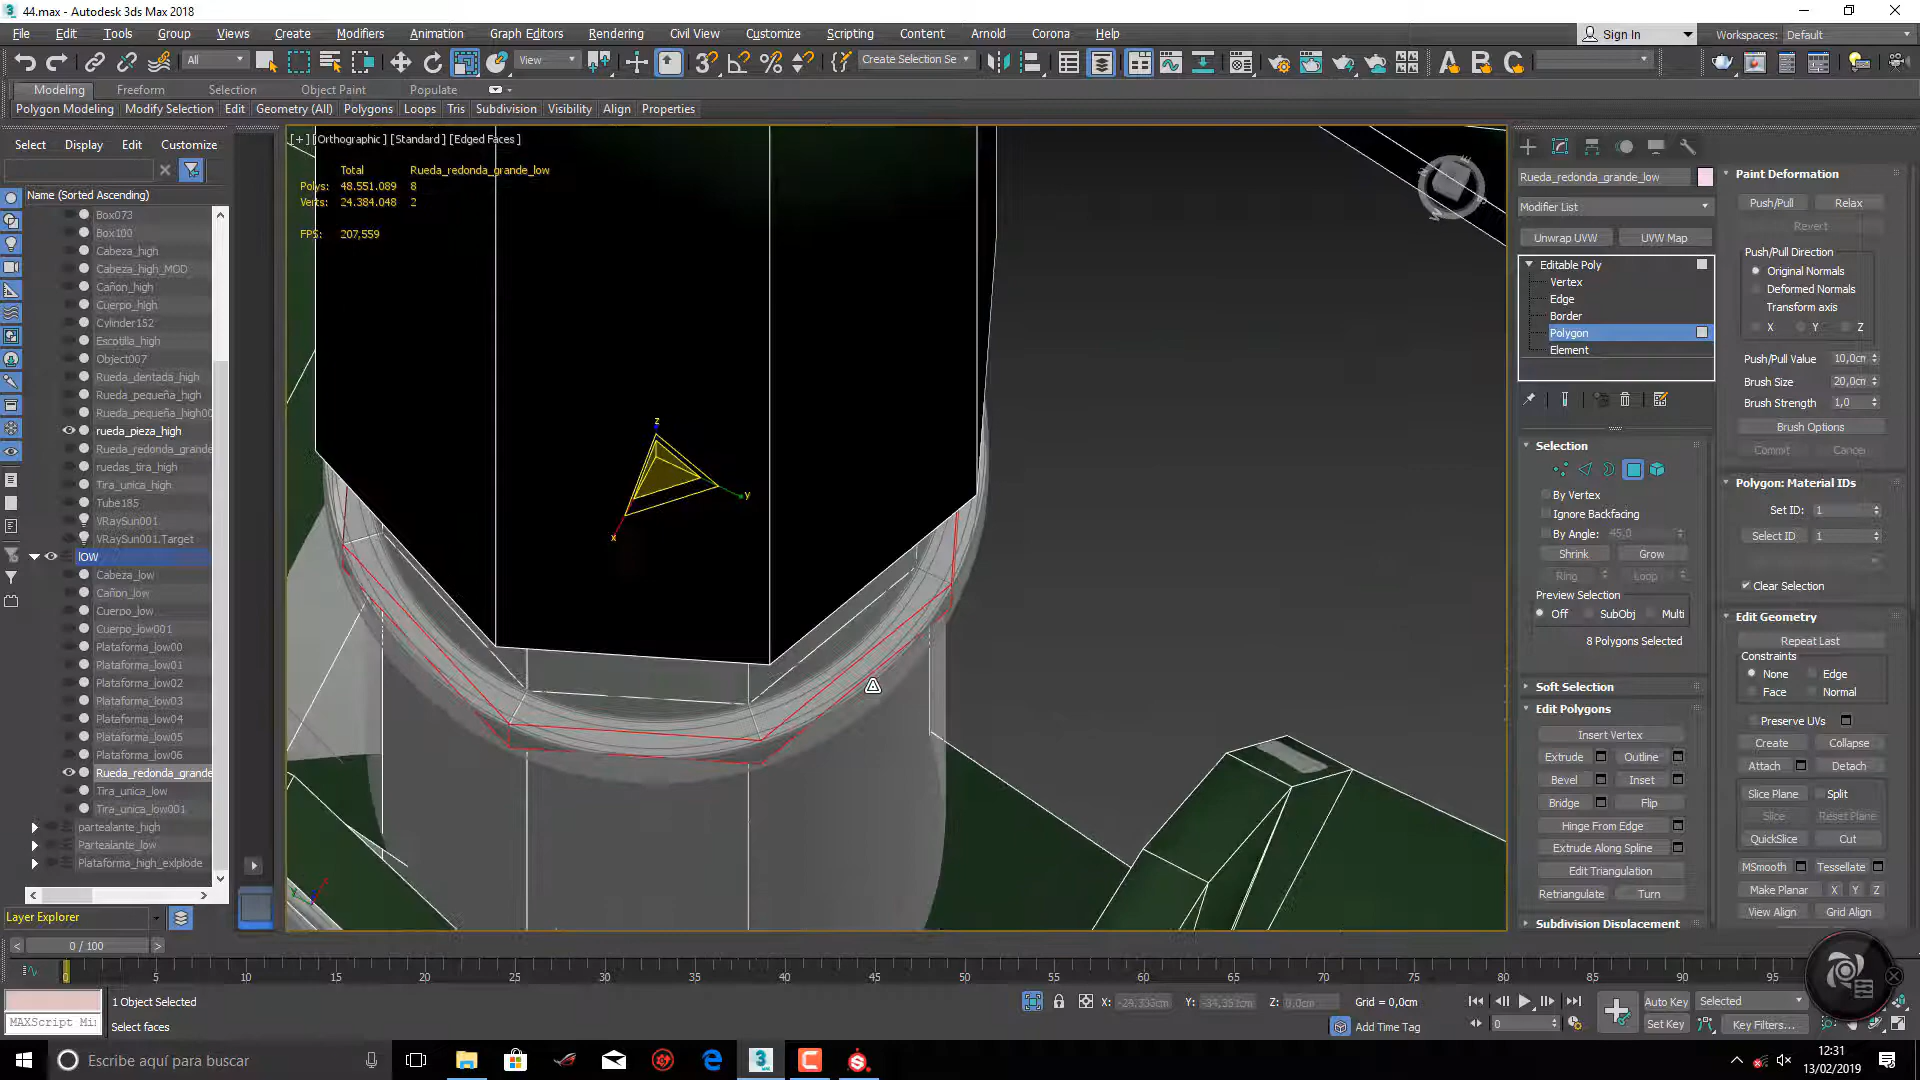 44.max - Autodesk 3ds Max 2018
File Edit Tools Group Views Create Modifiers Animation Graph Editors Rendering Civil View Customize Scripting Content Arnold Corona Help
Sign In
Workspaces: Default
All
View
Create Selection Se
Modeling Freeform Selection Object Paint Populate
Polygon Modeling Modify Selection Edit Geometry (All) Polygons Loops Tris Subdivision Visibility Align Properties
Select Display Edit Customize
Name (Sorted Ascending)
Box073
Box100
Cabeza_high
Cabeza_high_MOD
Cañon_high
Cuerpo_high
Cylinder152
Escotilla_high
Object007
Rueda_dentada_high
Rueda_pequeña_high
Rueda_pequeña_high00
rueda_pieza_high
Rueda_redonda_grande
ruedas_tira_high
Tira_unica_high
Tube185
VRaySun001
VRaySun001.Target
lOW
Cabeza_low
Cañon_low
Cuerpo_low
Cuerpo_low001
Plataforma_low00
Plataforma_low01
Plataforma_low02
Plataforma_low03
Plataforma_low04
Plataforma_low05
Plataforma_low06
Rueda_redonda_grande
Tira_unica_low
Tira_unica_low001
partealante_high
Partealante_low
Plataforma_high_exlplode
Layer Explorer
[+] [Orthographic] [Standard] [Edged Faces]
Total Rueda_redonda_grande_low
Polys: 48.551.089 8
Verts: 24.384.048 2
FPS: 207,559
z
y
x
Rueda_redonda_grande_low
Modifier List
Unwrap UVW UVW Map
Editable Poly
Vertex
Edge
Border
Polygon
Element
Selection
By Vertex
Ignore Backfacing
By Angle: 45,0
Shrink Grow
Ring Loop
Preview Selection
Off SubObj Multi
8 Polygons Selected
Soft Selection
Edit Polygons
Insert Vertex
Extrude Outline
Bevel Inset
Bridge Flip
Hinge From Edge
Extrude Along Spline
Edit Triangulation
Retriangulate Turn
Subdivision Displacement
Paint Deformation
Push/Pull Relax
Revert
Push/Pull Direction
Original Normals
Deformed Normals
Transform axis
X Y Z
Push/Pull Value 10,0cm
Brush Size 20,0cm
Brush Strength 1,0
Brush Options
Commit Cancel
Polygon: Material IDs
Set ID: 1
Select ID 1
Clear Selection
Edit Geometry
Repeat Last
Constraints
None Edge
Face Normal
Preserve UVs
Create Collapse
Attach Detach
Slice Plane Split
Slice Reset Plane
QuickSlice Cut
MSmooth Tessellate
Make Planar X Y Z
View Align Grid Align
0 / 100
0 5 10 15 20 25 30 35 40 45 50 55 60 65 70 75 80 85 90 95
MAXScript Mi
1 Object Selected
Select faces
X: -29,393cm Y: -34,351cm Z: 0,0cm Grid = 0,0cm
Add Time Tag
0
Auto Key Selected
Set Key Key Filters...
Escribe aquí para buscar
12:31
13/02/2019